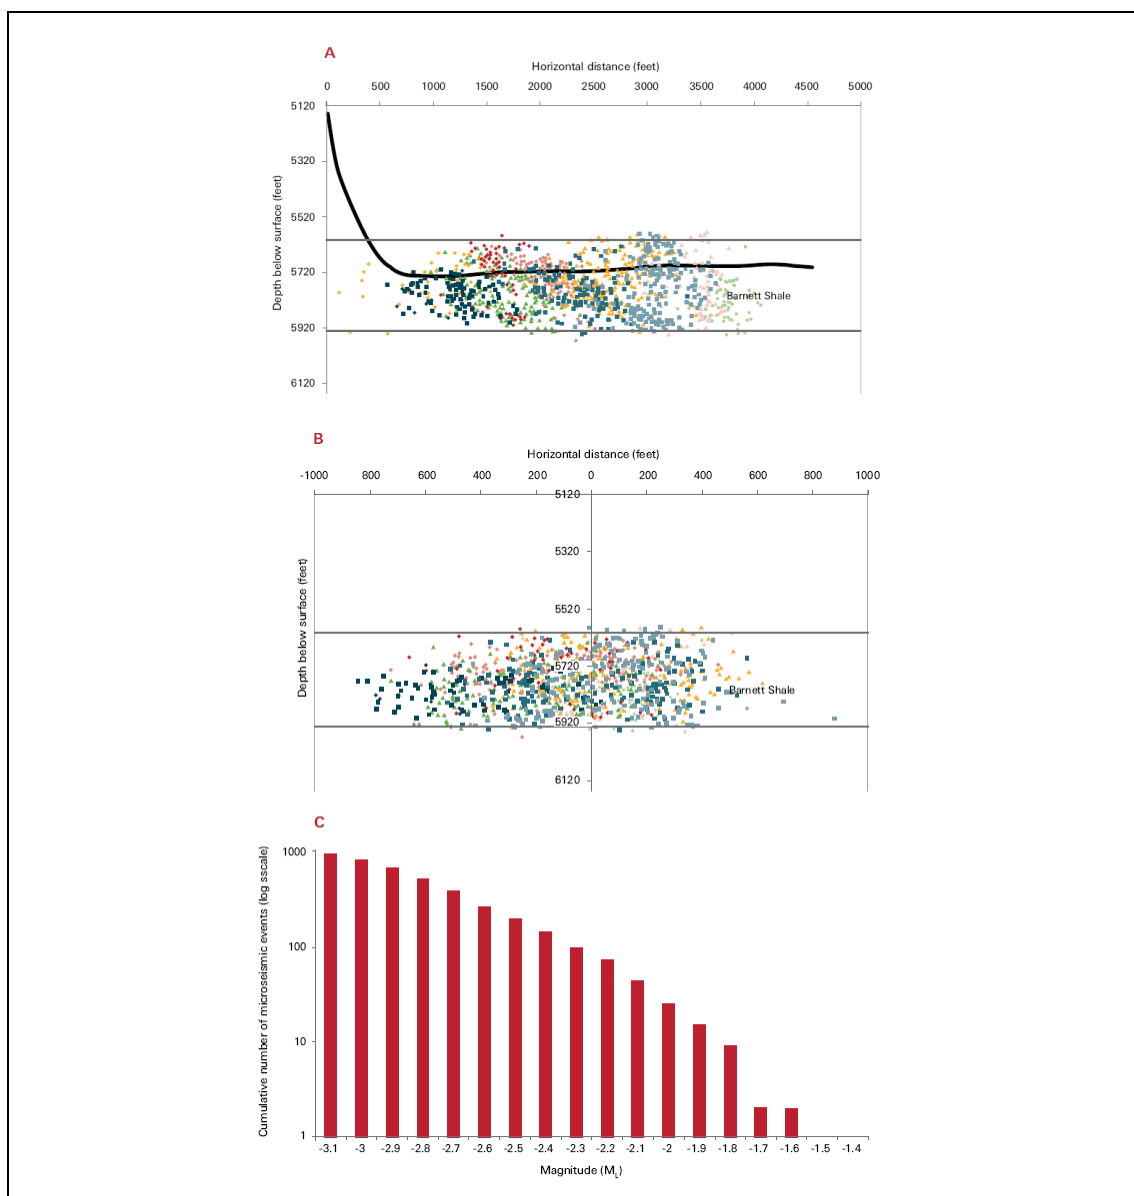 A
Horizontal distance (feet)
0 500 1000 1500 2000 2500 3000 3500 4000 4500 5000
Depth below surface (feet)
5120
5320
5520
5720
Barnett Shale
5920
6120
B
Horizontal distance (feet)
-1000 800 600 400 200 0 200 400 600 800 1000
Depth below surface (feet)
5120
5320
5520
5720
Barnett Shale
5920
6120
C
Cumulative number of microseismic events (log sscale)
1000
100
10
1
-3.1 -3 -2.9 -2.8 -2.7 -2.6 -2.5 -2.4 -2.3 -2.2 -2.1 -2 -1.9 -1.8 -1.7 -1.6 -1.5 -1.4
Magnitude (ML)